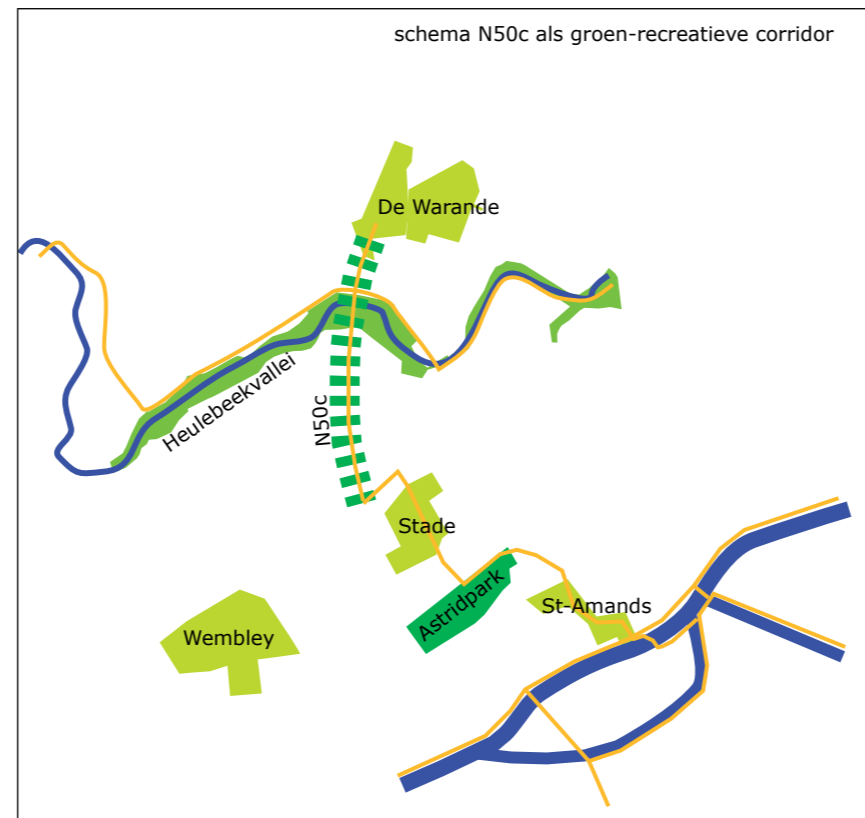 schema N50c als groen-recreatieve corridor
De Warande
Heulebeekvallei
N50c
Stade
Astridpark
St-Amands
Wembley